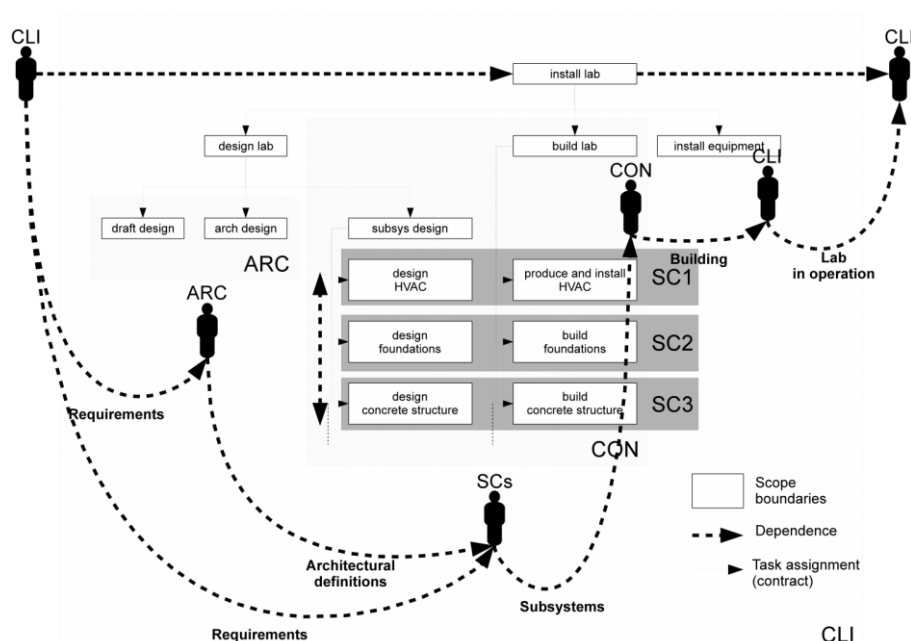 CLI
CLI
install lab
design lab
build lab
install equipment
CLI
CON
draft design
arch design
subsys design
ARC
Building
Lab
in operation
design
HVAC
produce and install
HVAC
SC1
ARC
design
foundations
build
foundations
SC2
design
concrete structure
build
concrete structure
SC3
Requirements
CON
SCs
Scope
boundaries
Dependence
Architectural
definitions
Task assignment
(contract)
Subsystems
Requirements
CLI